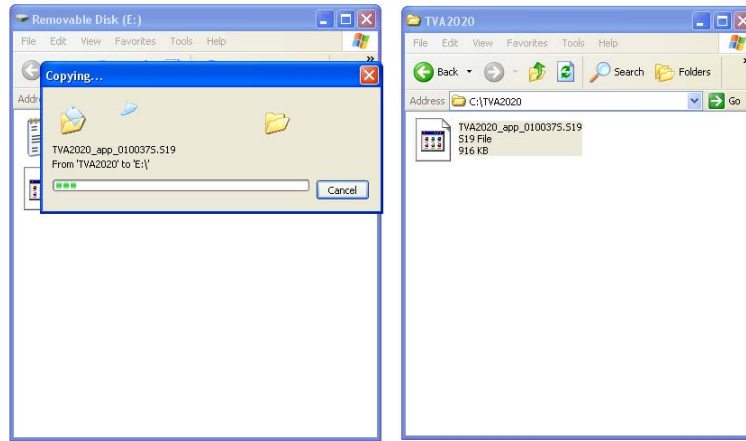 Removable Disk (E:)
File Edit View Favorites Tools Help
Copying...
TVA2020_app_010037S.S19
From 'TVA2020' to 'E:\'
Cancel
TVA2020
File Edit View Favorites Tools Help
Back Search Folders
Address C:\TVA2020 Go
TVA2020_app_010037S.S19
S19 File
916 KB